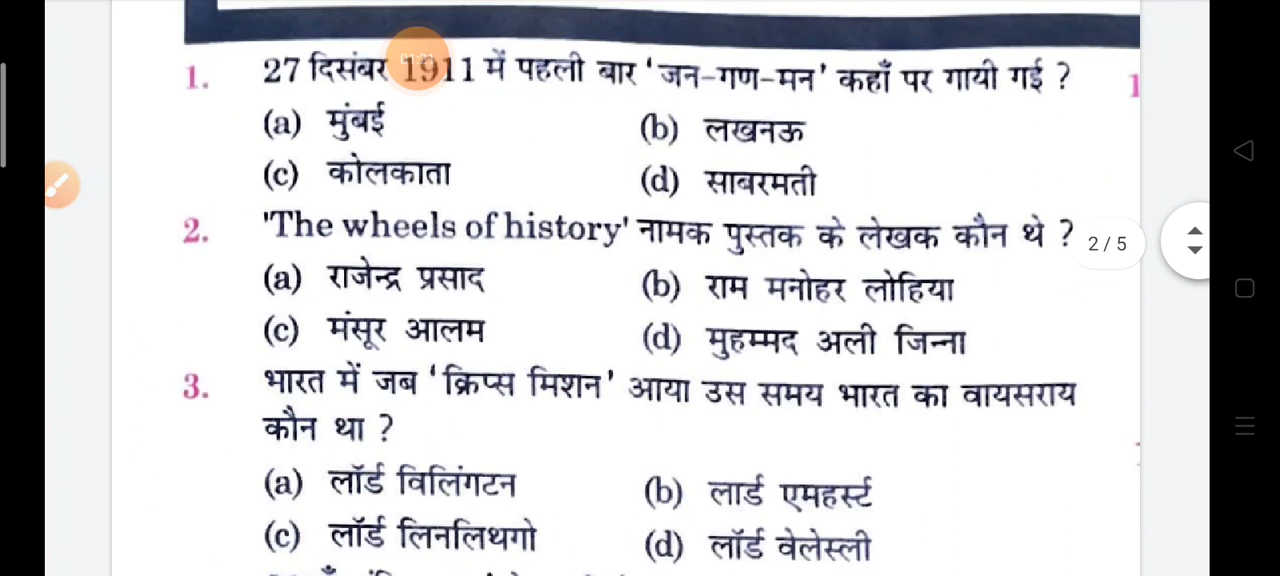 1. 27 दिसंबर 1911 में पहली बार 'जन-गण-मन' कहाँ पर गायी गई ?
(a) मुंबई (b) लखनऊ
(c) कोलकाता (d) साबरमती
2. 'The wheels of history' नामक पुस्तक के लेखक कौन थे ?
2 / 5
(a) राजेन्द्र प्रसाद (b) राम मनोहर लोहिया
(c) मंसूर आलम (d) मुहम्मद अली जिन्ना
3. भारत में जब 'क्रिप्स मिशन' आया उस समय भारत का वायसराय
कौन था ?
(a) लॉर्ड विलिंगटन (b) लार्ड एमहर्स्ट
(c) लॉर्ड लिनलिथगो (d) लॉर्ड वेलेस्ली